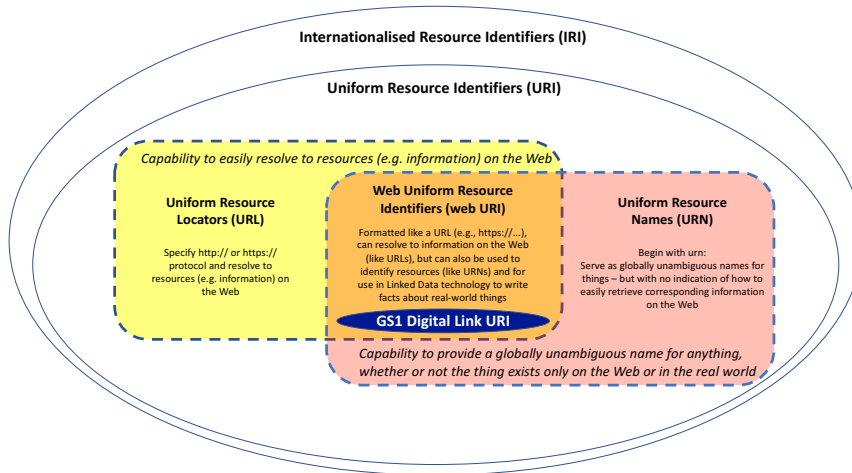 Internationalised Resource Identifiers (IRI)
Uniform Resource Identifiers (URI)
Capability to easily resolve to resources (e.g. information) on the Web
Uniform Resource
Locators (URL)
Specify http:// or https://
protocol and resolve to
resources (e.g. information) on
the Web
Web Uniform Resource
Identifiers (web URI)
Formatted like a URL (e.g., https://...),
can resolve to information on the Web
(like URLs), but can also be used to
identify resources (like URNs) and for
use in Linked Data technology to write
facts about real-world things
GS1 Digital Link URI
Uniform Resource
Names (URN)
Begin with urn:
Serve as globally unambiguous names for
things – but with no indication of how to
easily retrieve corresponding information
on the Web
Capability to provide a globally unambiguous name for anything,
whether or not the thing exists only on the Web or in the real world